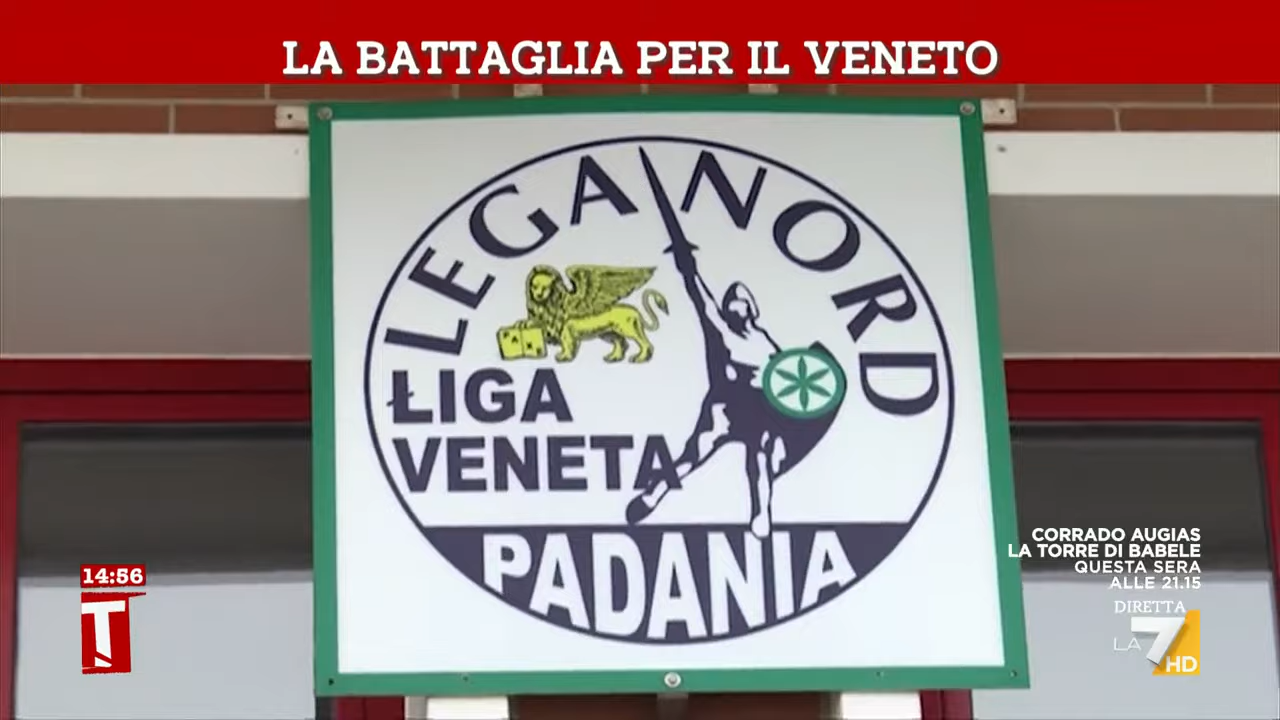 LA BATTAGLIA PER IL VENETO
LEGA NORD
ŁIGA
VENETA
PADANIA
CORRADO AUGIAS
LA TORRE DI BABELE
QUESTA SERA
ALLE 21.15
14:56
T
DIRETTA
LA 7 HD